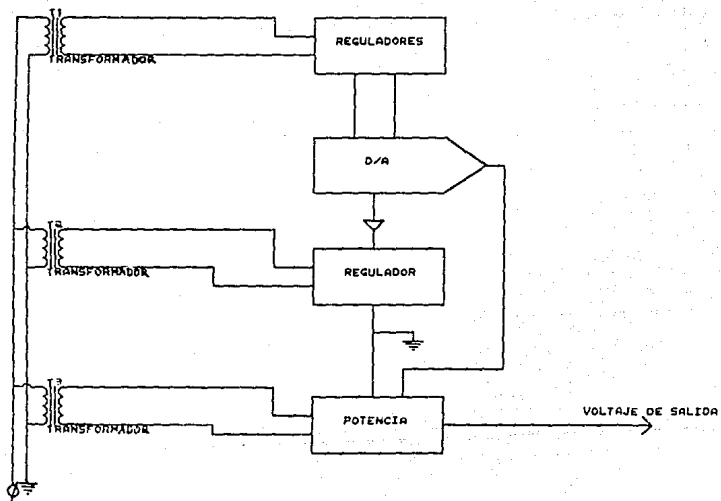 T1
TRANSFORMADOR
REGULADORES
D/A
T2
TRANSFORMADOR
REGULADOR
T3
TRANSFORMADOR
POTENCIA
VOLTAJE DE SALIDA